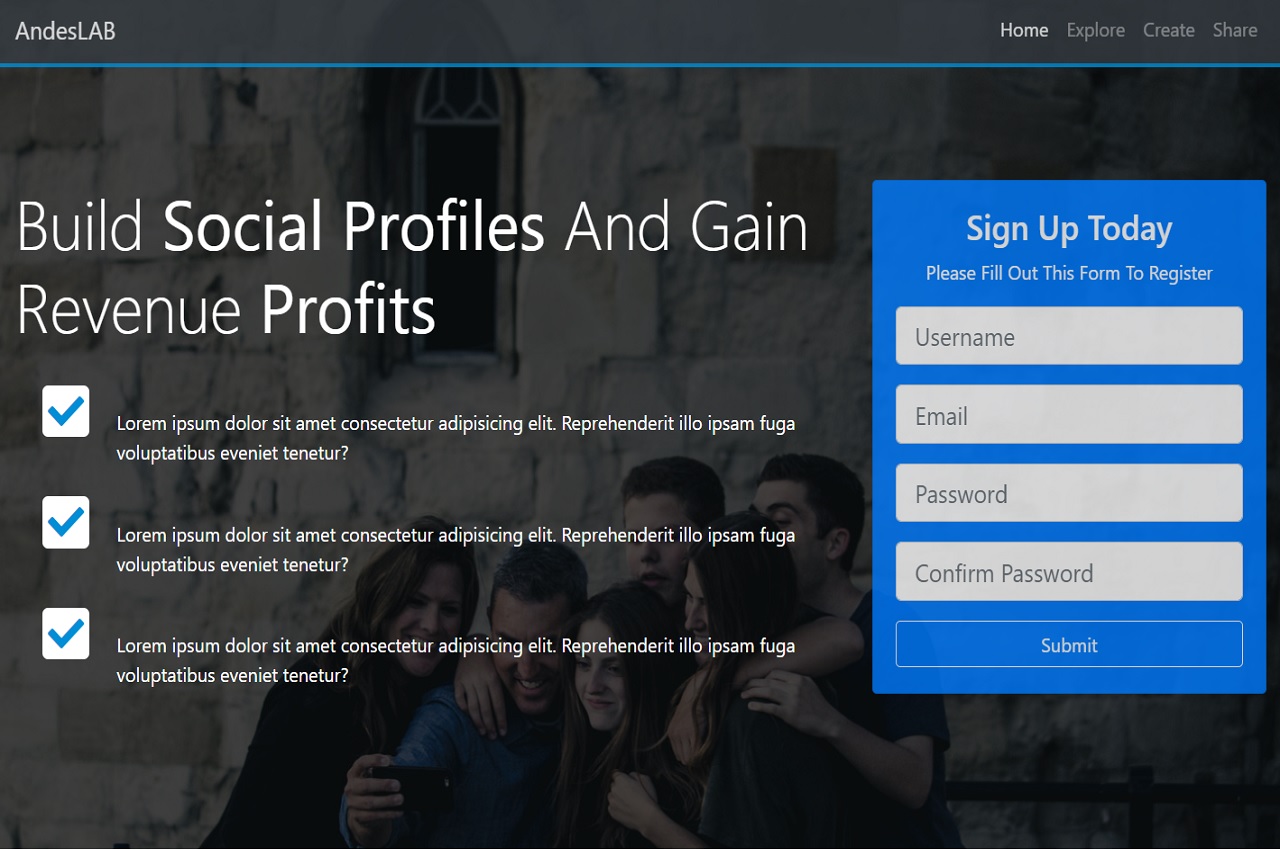 AndesLAB
Home Explore Create Share
Build Social Profiles And Gain
Revenue Profits
Lorem ipsum dolor sit amet consectetur adipisicing elit. Reprehenderit illo ipsam fuga
voluptatibus eveniet tenetur?
Lorem ipsum dolor sit amet consectetur adipisicing elit. Reprehenderit illo ipsam fuga
voluptatibus eveniet tenetur?
Lorem ipsum dolor sit amet consectetur adipisicing elit. Reprehenderit illo ipsam fuga
voluptatibus eveniet tenetur?
Sign Up Today
Please Fill Out This Form To Register
Username
Email
Password
Confirm Password
Submit